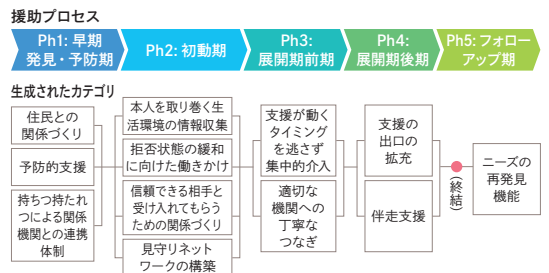 援助プロセス
Ph1: 早期
発見・予防期
Ph2: 初動期
Ph3:
展開期前期
Ph4:
展開期後期
Ph5: フォロー
アップ期
生成されたカテゴリ
住民との
関係づくり
予防的支援
持ちつ持たれ
つによる関係
機関との連携
体制
本人を取り巻く生
活環境の情報収集
拒否状態の緩和
に向けた働きかけ
信頼できる相手と
受け入れてもらう
ための関係づくり
見守りネット
ワークの構築
支援が動く
タイミング
を逃さず
集中的介入
適切な
機関への
丁寧な
つなぎ
支援の
出口の
拡充
伴走支援
(終結)
ニーズの
再発見
機能